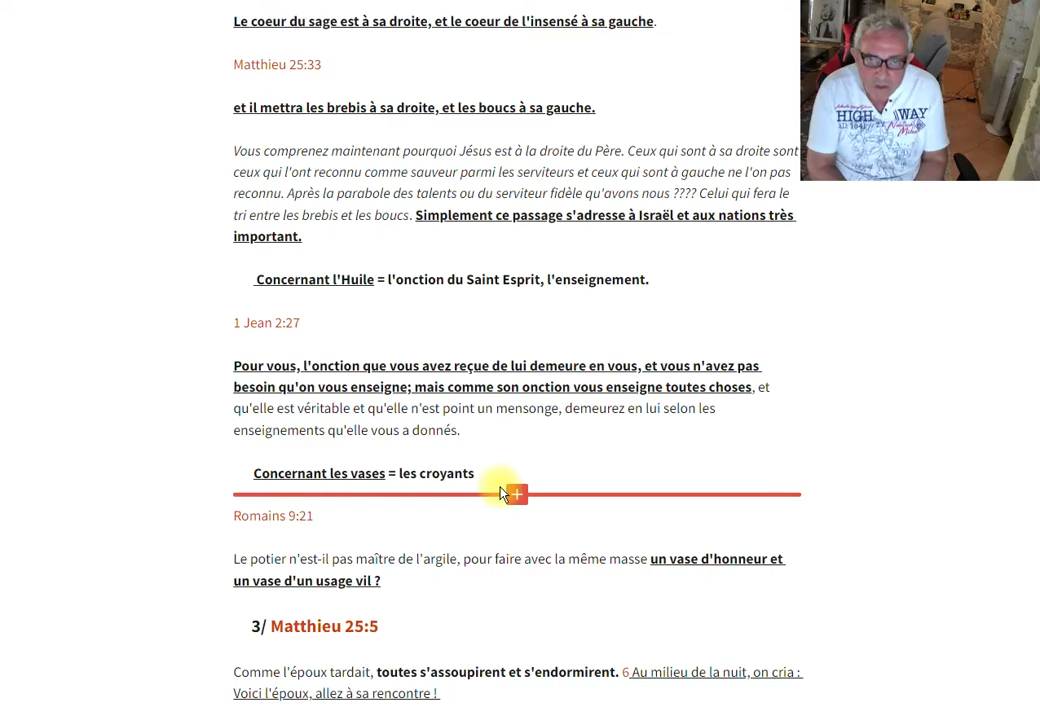 Le coeur du sage est à sa droite, et le coeur de l'insensé à sa gauche.
Matthieu 25:33
et il mettra les brebis à sa droite, et les boucs à sa gauche.
Vous comprenez maintenant pourquoi Jésus est à la droite du Père. Ceux qui sont à sa droite sont
ceux qui l'ont reconnu comme sauveur parmi les serviteurs et ceux qui sont à gauche ne l'on pas
reconnu. Après la parabole des talents ou du serviteur fidèle qu'avons nous ???? Celui qui fera le
tri entre les brebis et les boucs. Simplement ce passage s'adresse à Israël et aux nations très
important.
Concernant l'Huile = l'onction du Saint Esprit, l'enseignement.
1 Jean 2:27
Pour vous, l'onction que vous avez reçue de lui demeure en vous, et vous n'avez pas
besoin qu'on vous enseigne; mais comme son onction vous enseigne toutes choses, et
qu'elle est véritable et qu'elle n'est point un mensonge, demeurez en lui selon les
enseignements qu'elle vous a donnés.
Concernant les vases = les croyants
Romains 9:21
Le potier n'est-il pas maître de l'argile, pour faire avec la même masse un vase d'honneur et
un vase d'un usage vil ?
3/ Matthieu 25:5
Comme l'époux tardait, toutes s'assoupirent et s'endormirent. 6 Au milieu de la nuit, on cria :
Voici l'époux, allez à sa rencontre !
HIGH WAY